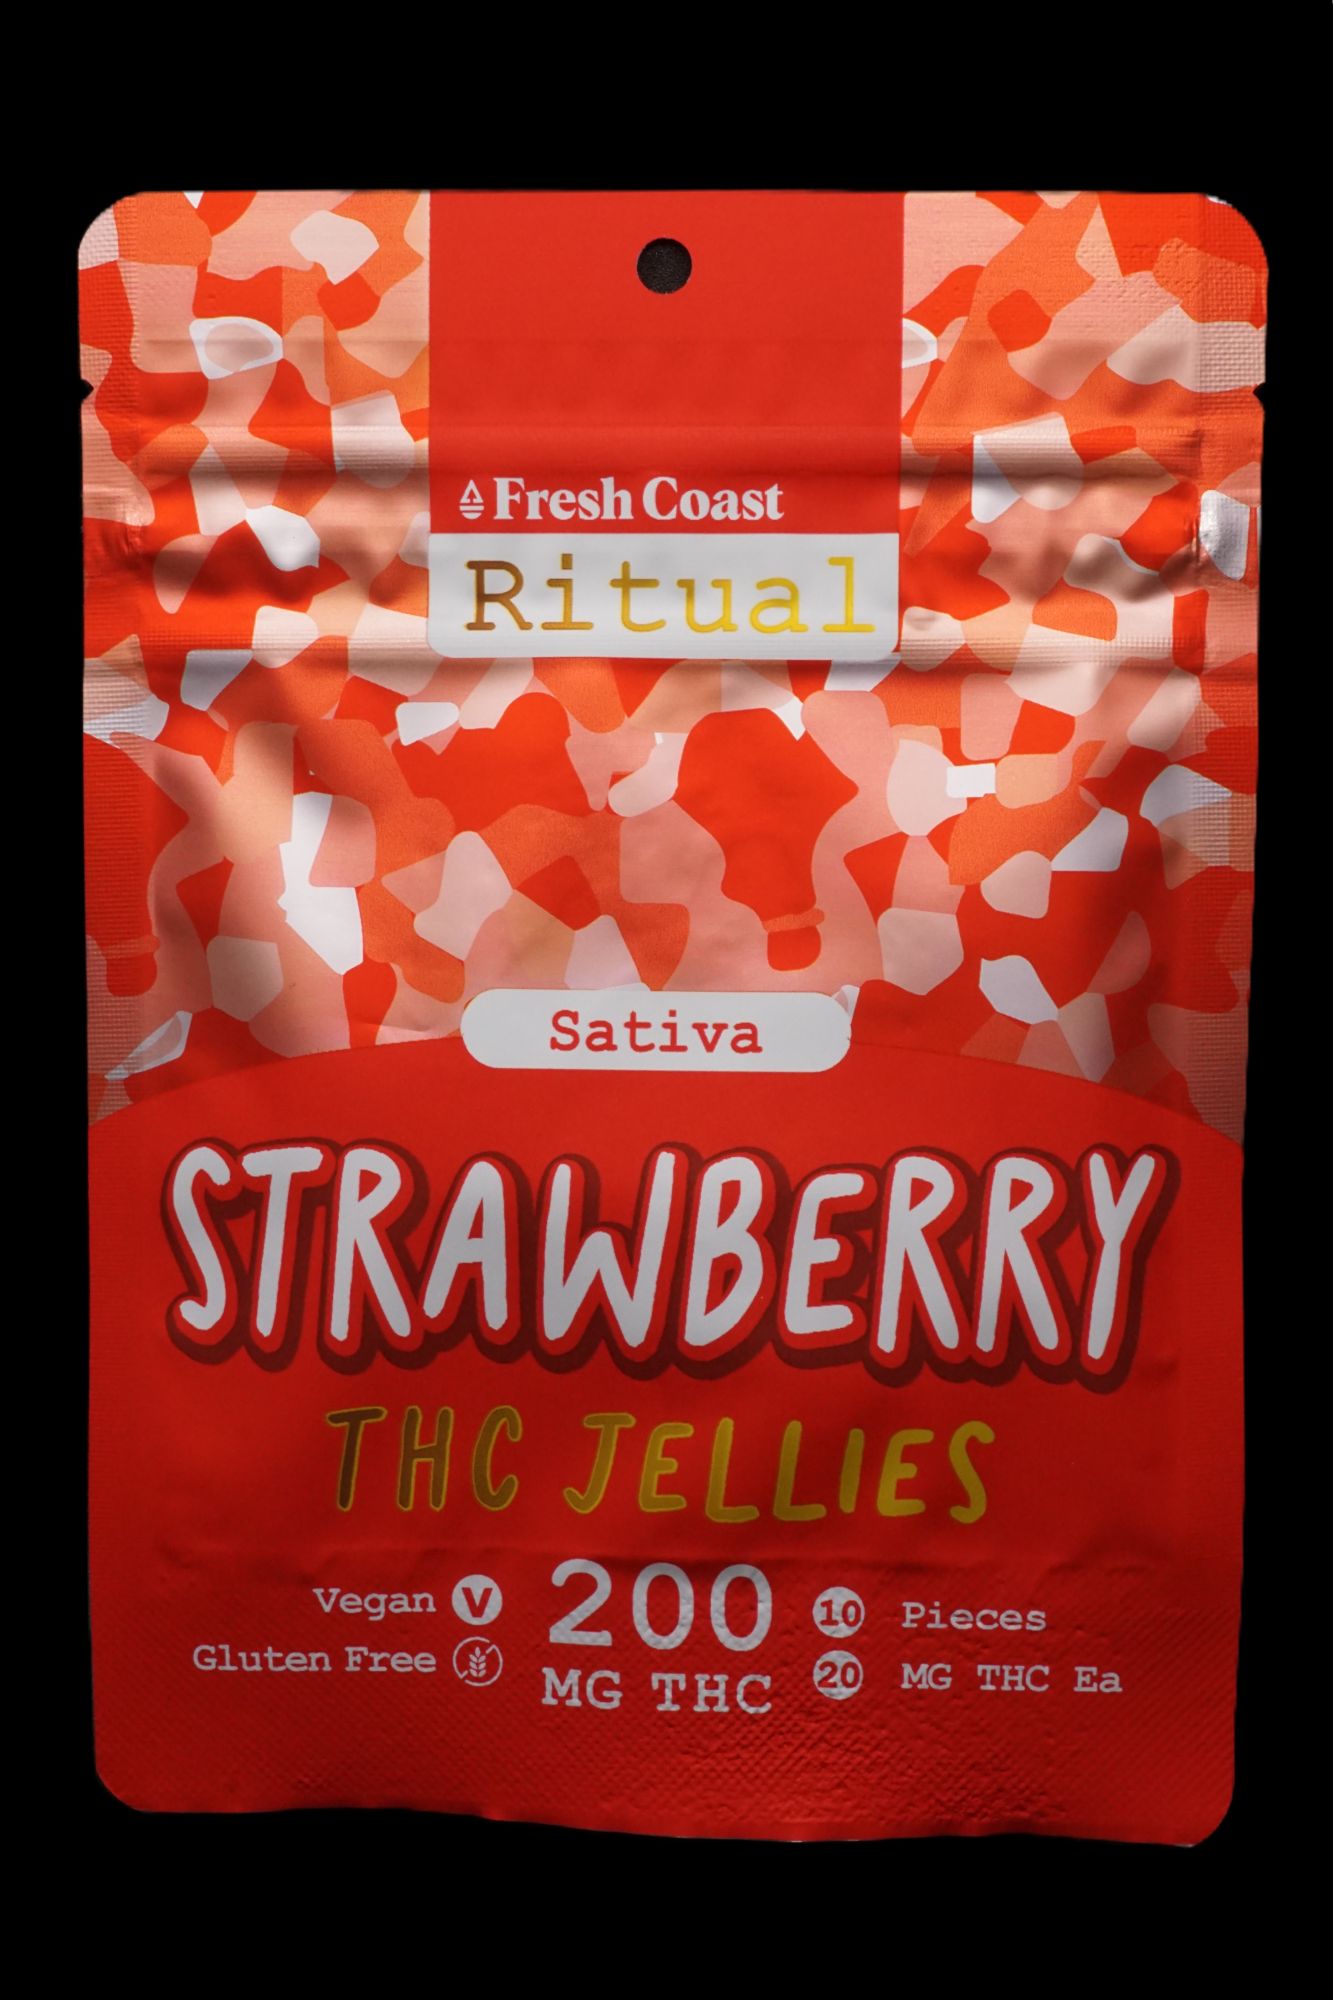 Fresh Coast
Ritual
Sativa
STRAWBERRY
THC JELLIES
Vegan V
Gluten Free
200
MG THC
10 Pieces
20 MG THC Ea